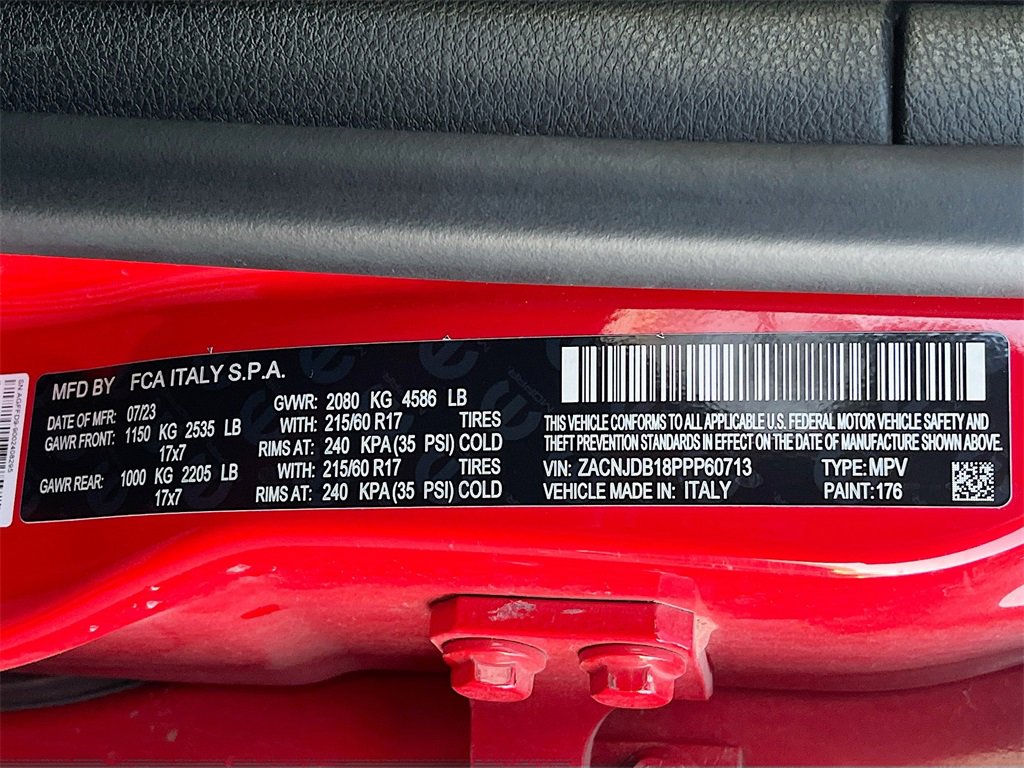 MFD BY FCA ITALY S.P.A.
DATE OF MFR: 07/23 GVWR: 2080 KG 4586 LB
GAWR FRONT: 1150 KG 2535 LB WITH: 215/60 R17 TIRES
17x7 RIMS AT: 240 KPA (35 PSI) COLD
GAWR REAR: 1000 KG 2205 LB WITH: 215/60 R17 TIRES
17x7 RIMS AT: 240 KPA (35 PSI) COLD
THIS VEHICLE CONFORMS TO ALL APPLICABLE U.S. FEDERAL MOTOR VEHICLE SAFETY AND
THEFT PREVENTION STANDARDS IN EFFECT ON THE DATE OF MANUFACTURE SHOWN ABOVE.
VIN: ZACNJDB18PPP60713 TYPE: MPV
VEHICLE MADE IN: ITALY PAINT: 176